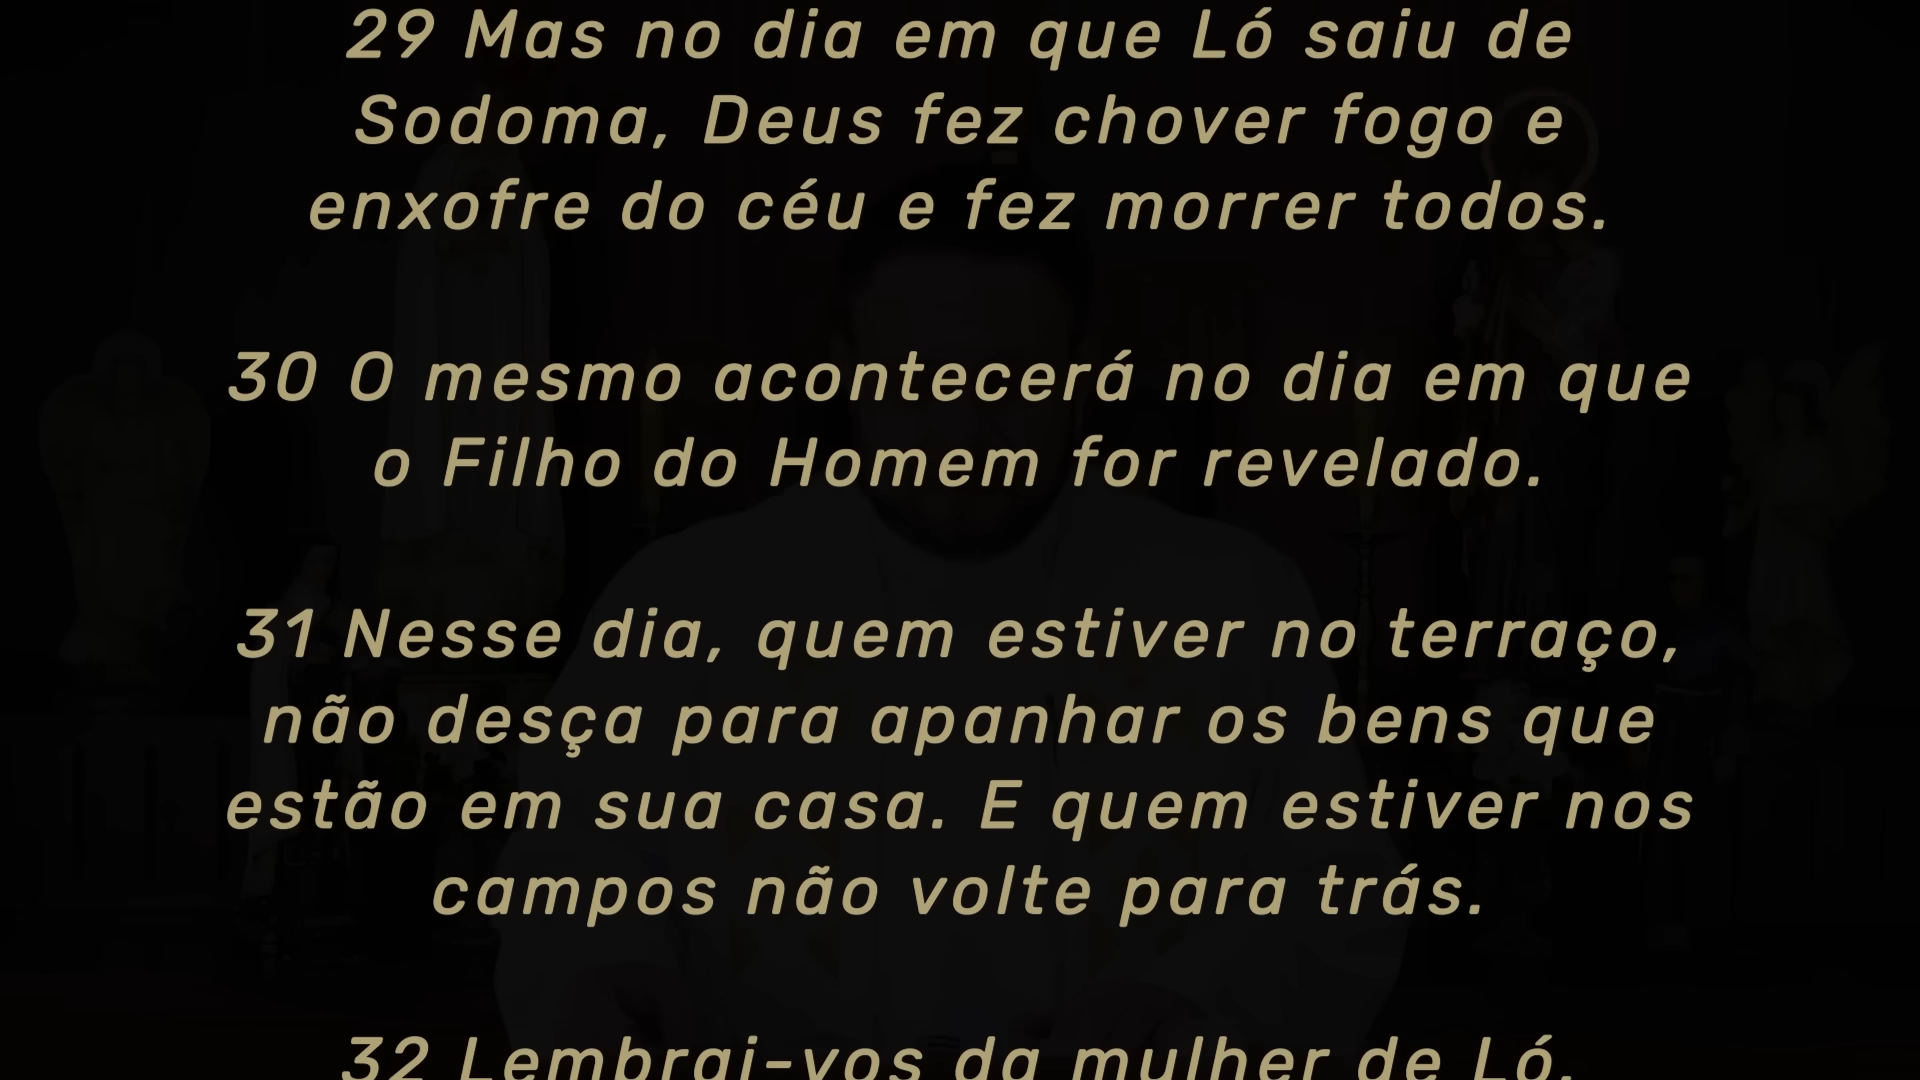 29 Mas no dia em que Ló saiu de
Sodoma, Deus fez chover fogo e
enxofre do céu e fez morrer todos.
30 O mesmo acontecerá no dia em que
o Filho do Homem for revelado.
31 Nesse dia, quem estiver no terraço,
não desça para apanhar os bens que
estão em sua casa. E quem estiver nos
campos não volte para trás.
32 Lembrai-vos da mulher de Ló.